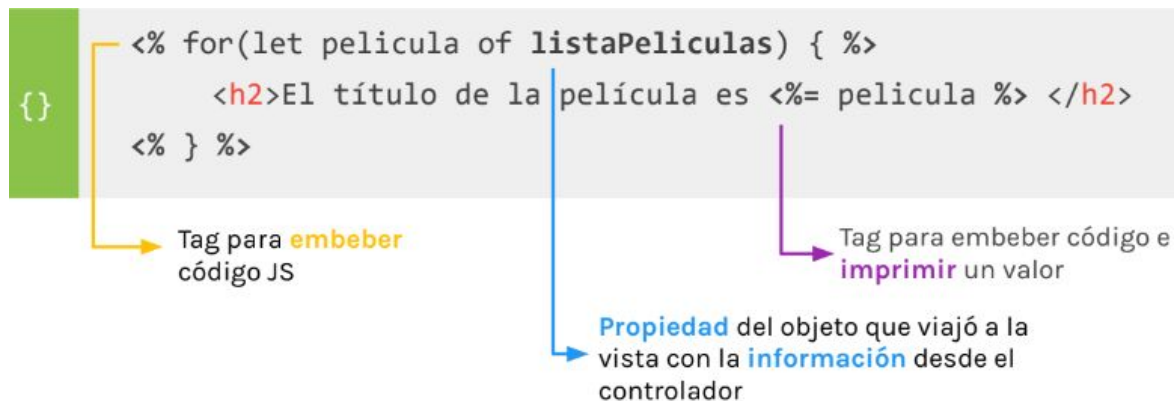 <% for(let pelicula of listaPeliculas) { %>
{}
<h2>El título de la película es <%= pelicula %> </h2>
<% } %>
Tag para embeber
código JS
Tag para embeber código e
imprimir un valor
Propiedad del objeto que viajó a la
vista con la información desde el
controlador